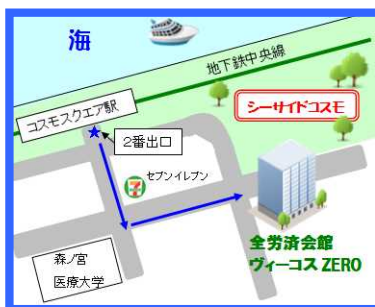 海
地下鉄中央線
コスモスクエア駅
シーサイドコスモ
2番出口
セブンイレブン
7
全労済会館
ヴィーコス ZERO
森ノ宮
医療大学